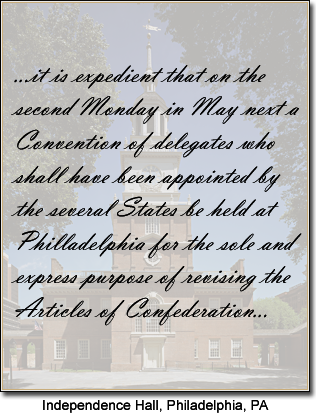 ...it is expedient that on the
second Monday in May next a
Convention of delegates who
shall have been appointed by
the several States be held at
Philladelphia for the sole and
express purpose of revising the
Articles of Confederation...
Independence Hall, Philadelphia, PA